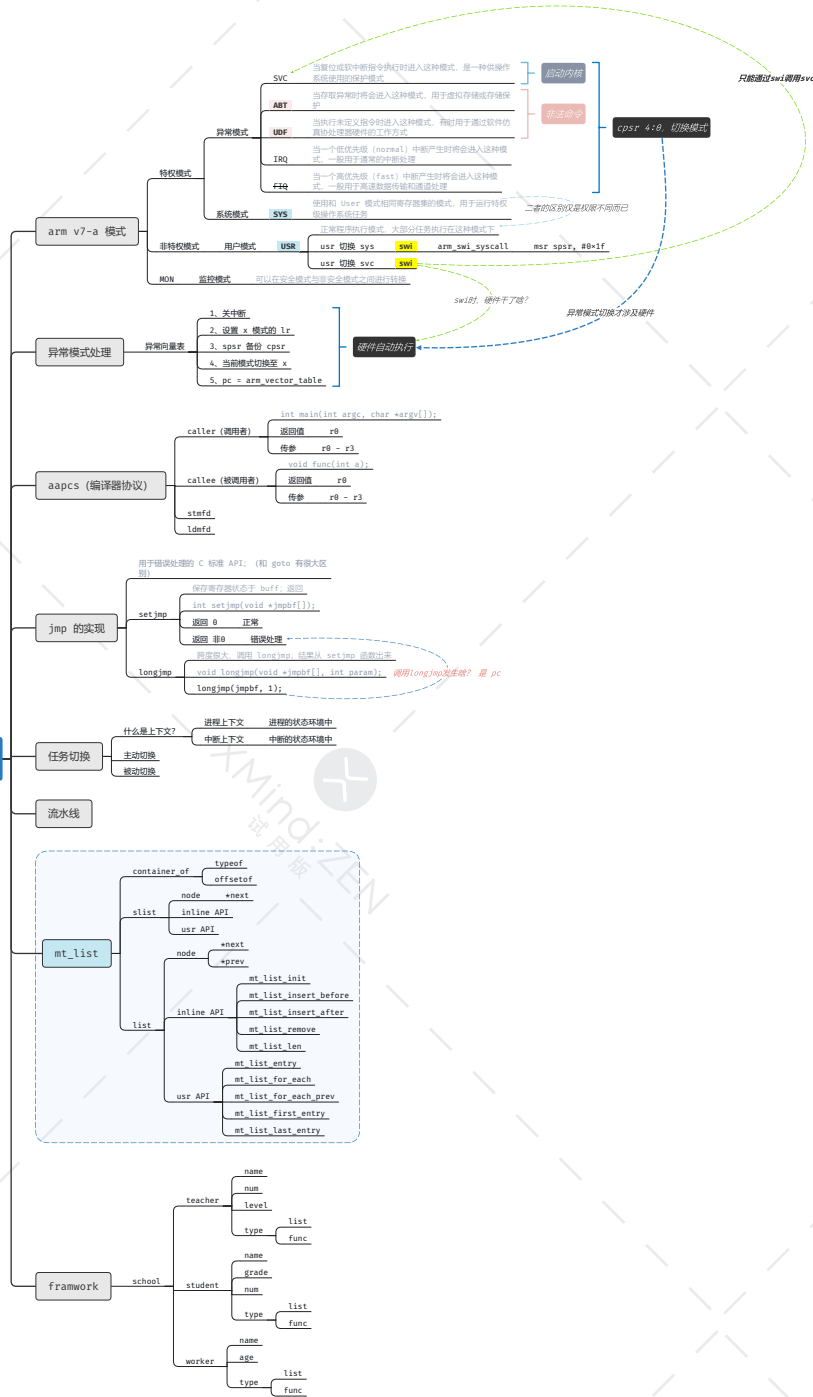 当复位或软中断指令执行时进入这种模式、是一种供操作
系统使用的保护模式
SVC
启动内核
只能通过swi调用svc
当存取异常时将会进入这种模式、用于虚拟存储或存储保
护
ABT
非法命令
cpsr 4:0, 切换模式
当执行未定义指令时进入这种模式、有时用于通过软件仿
真协处理器硬件的工作方式
UDF
异常模式
当一个低优先级 (normal) 中断产生时将会进入这种模
式、一般用于通常的中断处理
IRQ
特权模式
当一个高优先级 (fast) 中断产生时将会进入这种模
式、一般用于高速数据传输和通道处理
FIQ
使用和 User 模式相同寄存器集的模式、用于运行特权
级操作系统任务
系统模式
SYS
二者的区别仅是权限不同而已
arm v7-a 模式
正常程序执行模式、大部分任务执行在这种模式下
非特权模式 用户模式 USR
usr 切换 sys swi arm_swi_syscall msr spsr, #0×1f
usr 切换 svc swi
MON 监控模式 可以在安全模式与非安全模式之间进行转换
swi时、硬件干了啥?
异常模式切换才涉及硬件
异常模式处理
异常向量表
1、关中断
2、设置 x 模式的 lr
3、spsr 备份 cpsr
4、当前模式切换至 x
5、pc = arm_vector_table
硬件自动执行
aapcs (编译器协议)
caller (调用者)
int main(int argc, char *argv[]);
返回值 r0
传参 r0 - r3
callee (被调用者)
void func(int a);
返回值 r0
传参 r0 - r3
stmfd
ldmfd
jmp 的实现
用于错误处理的 C 标准 API; (和 goto 有很大区
别)
setjmp
保存寄存器状态于 buff、返回
int setjmp(void *jmpbf[]);
返回 0 正常
返回 非0 错误处理
longjmp
跨度很大、调用 longjmp、结果从 setjmp 函数出来
void longjmp(void *jmpbf[], int param);
调用longjmp发生啥? 是 pc
longjmp(jmpbf, 1);
任务切换
什么是上下文?
进程上下文 进程的状态环境中
中断上下文 中断的状态环境中
主动切换
被动切换
XMind:ZEN
试用版
流水线
mt_list
container_of
typeof
offsetof
slist
node *next
inline API
usr API
list
node
*next
*prev
inline API
mt_list_init
mt_list_insert_before
mt_list_insert_after
mt_list_remove
mt_list_len
usr API
mt_list_entry
mt_list_for_each
mt_list_for_each_prev
mt_list_first_entry
mt_list_last_entry
framwork
school
teacher
name
num
level
type
list
func
student
name
grade
num
type
list
func
worker
name
age
type
list
func